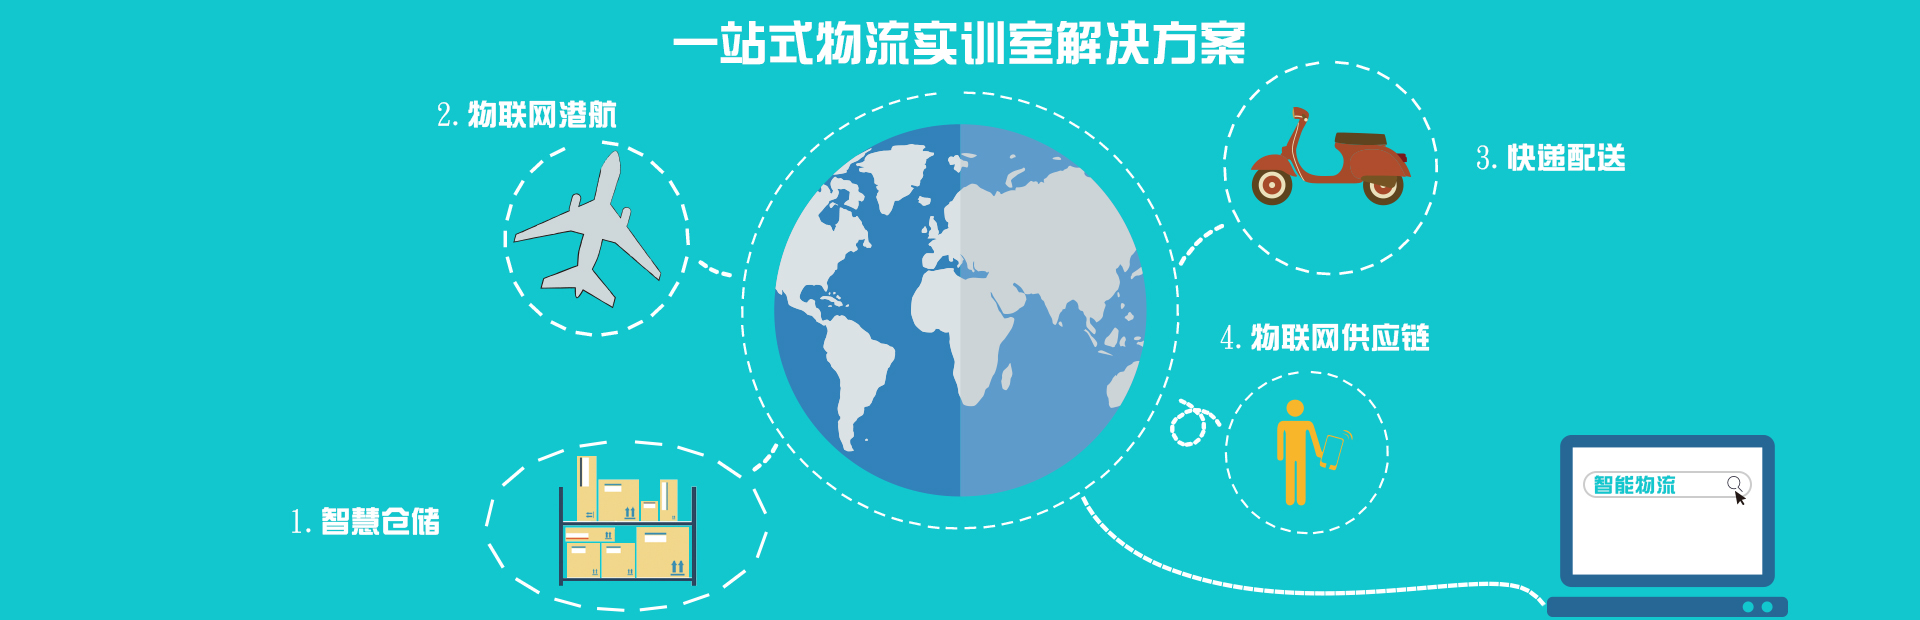 一站式物流实训室解决方案
2. 物联网港航
3. 快递配送
4. 物联网供应链
智能物流
1. 智慧仓储